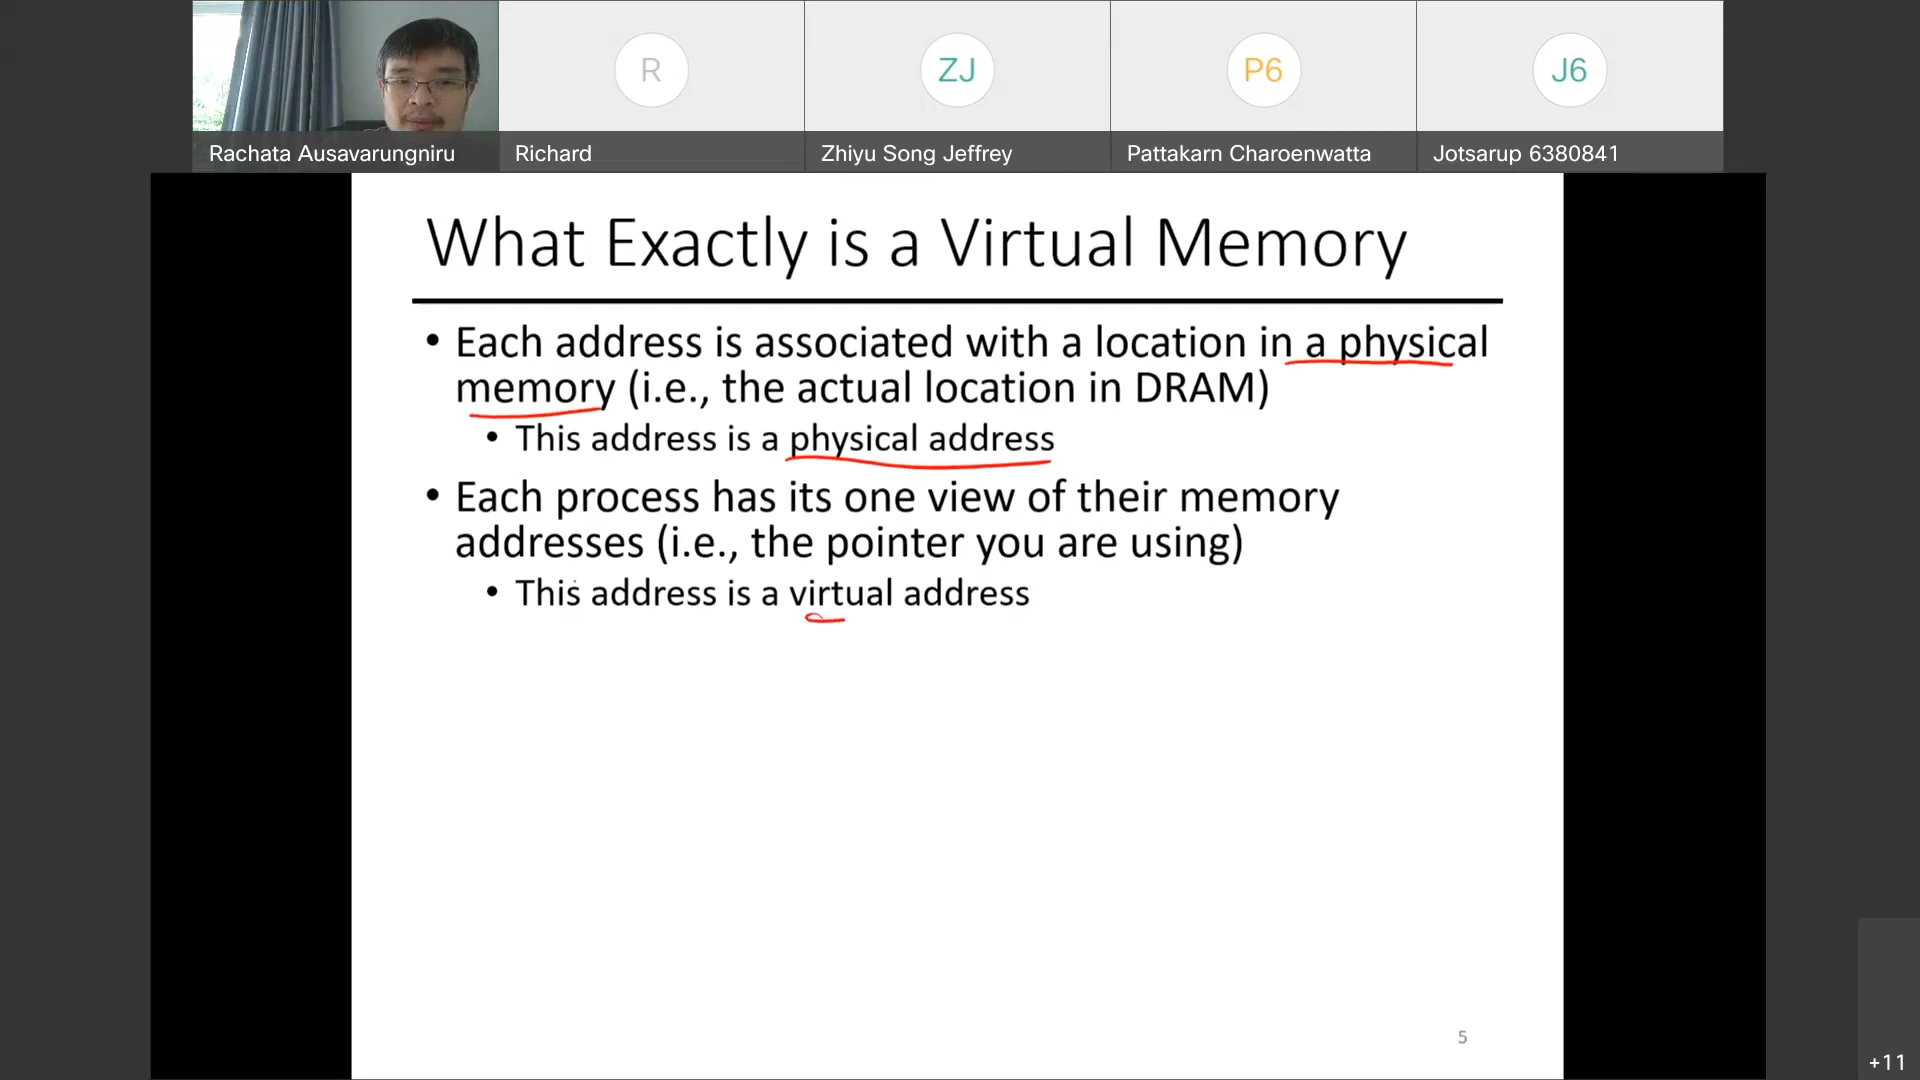 R
ZJ
P6
J6
Rachata Ausavarungniru
Richard
Zhiyu Song Jeffrey
Pattakarn Charoenwatta
Jotsarup 6380841
What Exactly is a Virtual Memory
• Each address is associated with a location in a physical
memory (i.e., the actual location in DRAM)
• This address is a physical address
• Each process has its one view of their memory
addresses (i.e., the pointer you are using)
• This address is a virtual address
5
+11